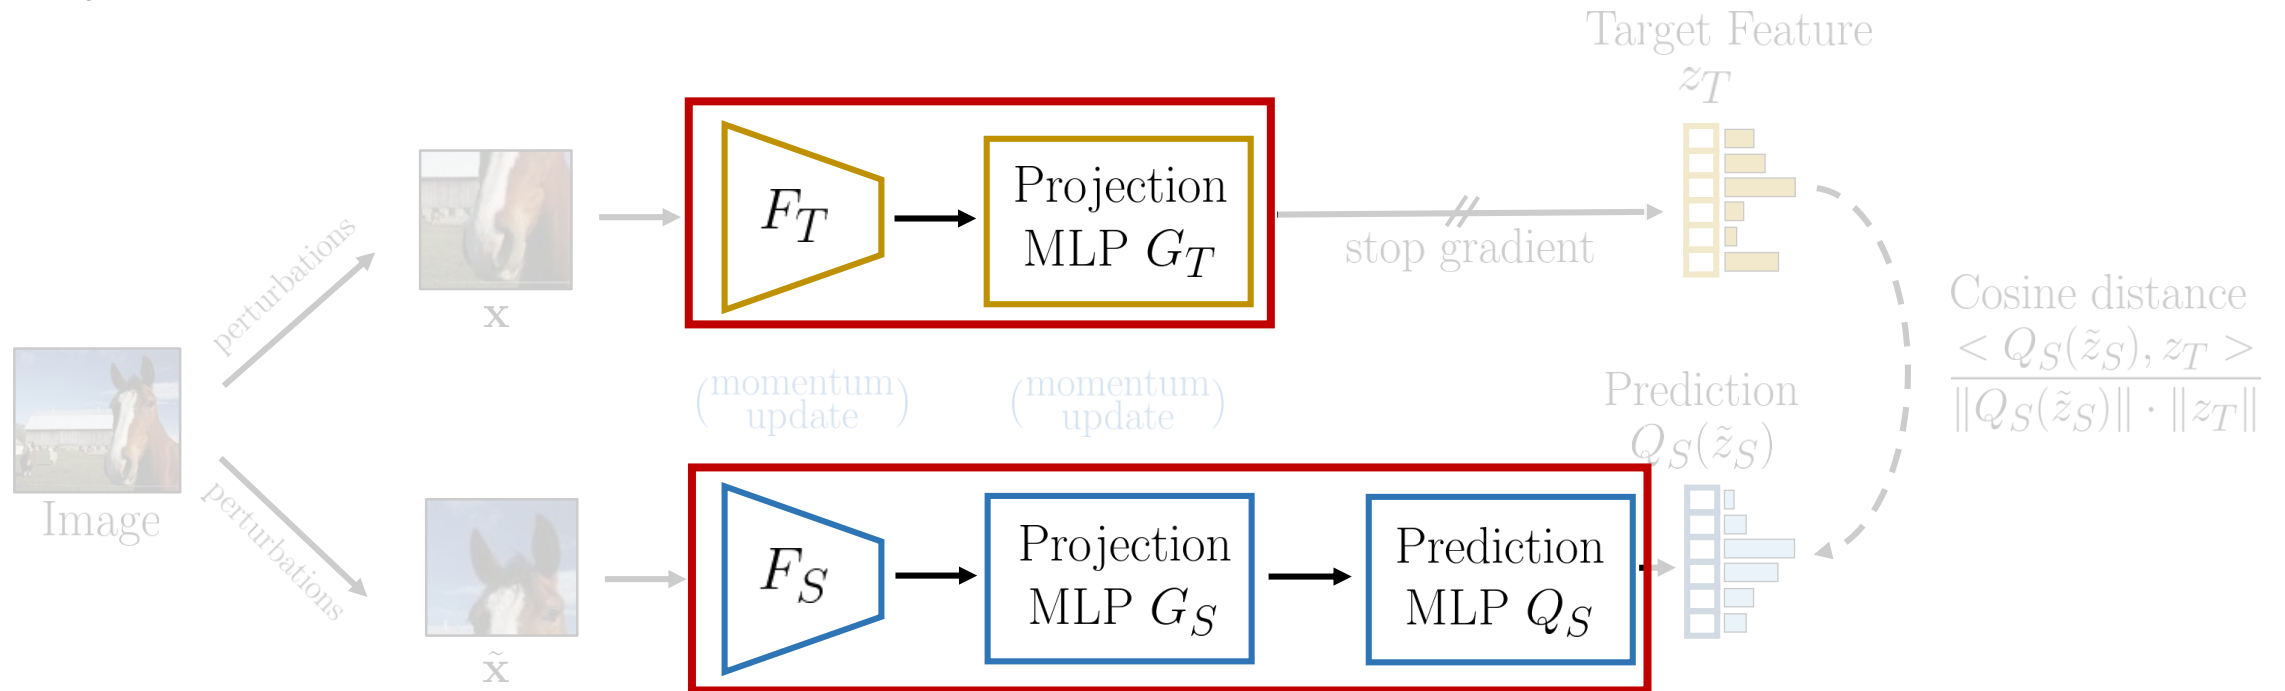 Target Feature
z_T
perturbations
x
F_T
Projection
MLP G_T
stop gradient
Cosine distance
< Q_S(z̃_S), z_T >
‖Q_S(z̃_S)‖ · ‖z_T‖
(momentum update)
(momentum update)
Prediction
Q_S(z̃_S)
Image
perturbations
x̃
F_S
Projection
MLP G_S
Prediction
MLP Q_S